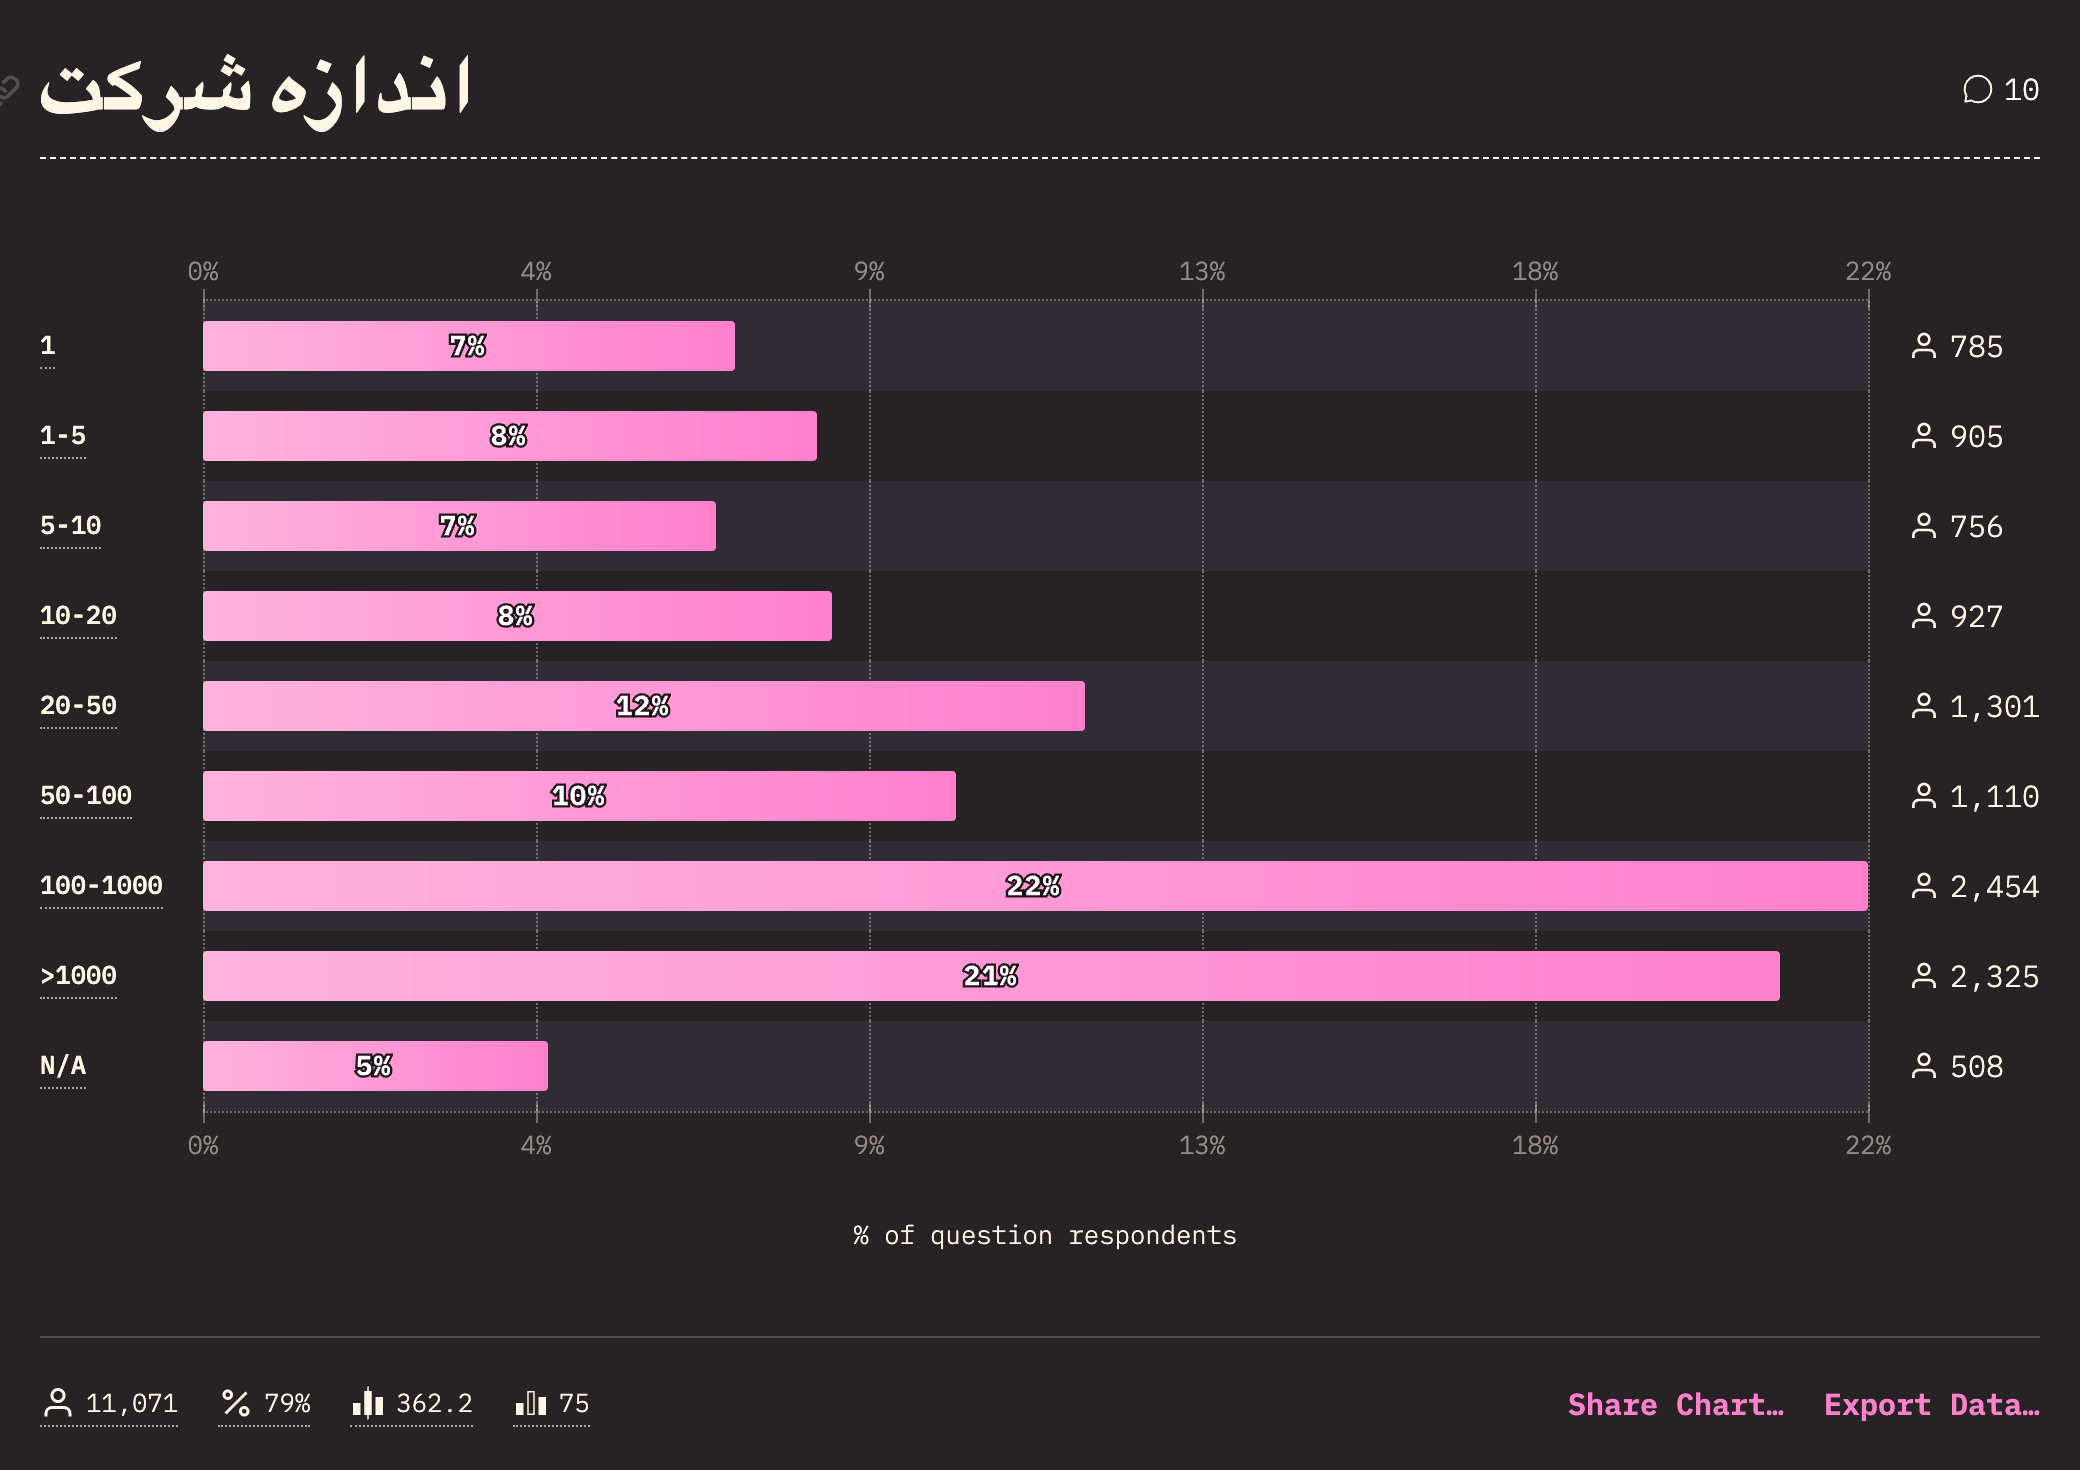 اندازه شرکت
10
0% 4% 9% 13% 18% 22%
1 7% 785
1-5 8% 905
5-10 7% 756
10-20 8% 927
20-50 12% 1,301
50-100 10% 1,110
100-1000 22% 2,454
>1000 21% 2,325
N/A 5% 508
0% 4% 9% 13% 18% 22%
% of question respondents
11,071 79% 362.2 75 Share Chart… Export Data…